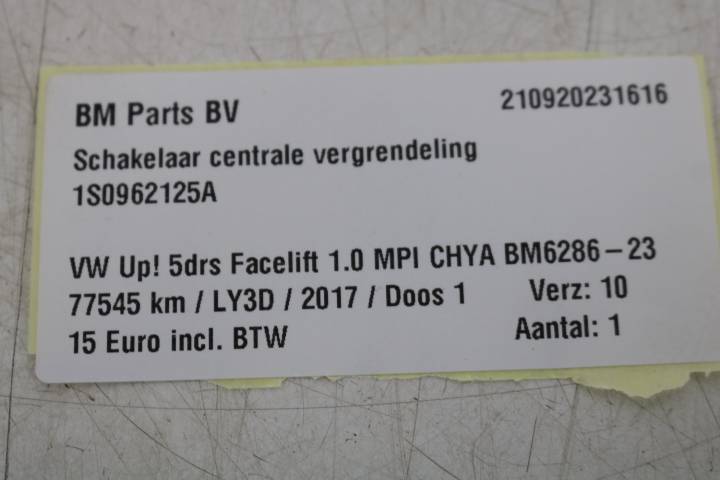 BM Parts BV 210920231616
Schakelaar centrale vergrendeling
1S0962125A
VW Up! 5drs Facelift 1.0 MPI CHYA BM6286-23
77545 km / LY3D / 2017 / Doos 1 Verz: 10
15 Euro incl. BTW Aantal: 1